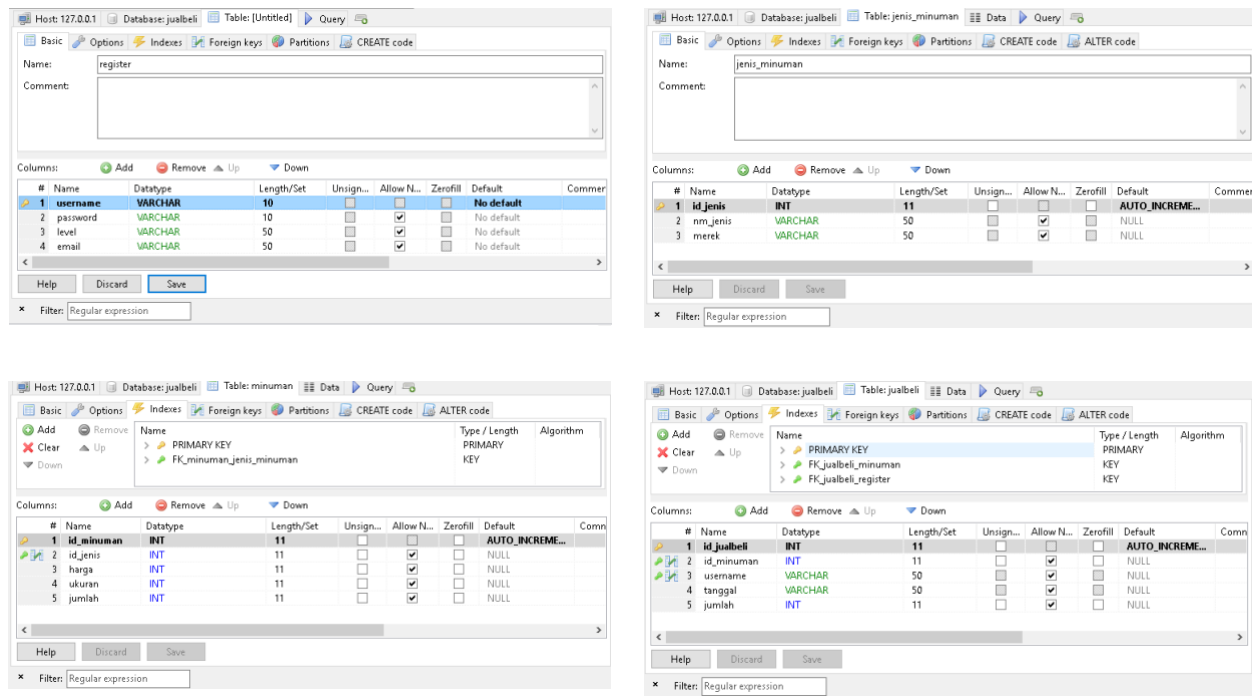 Host: 127.0.0.1 Database: jualbeli Table: [Untitled] Query
Basic Options Indexes Foreign keys Partitions CREATE code
Name: register
Comment:
Columns: Add Remove Up Down
# Name Datatype Length/Set Unsign... Allow N... Zerofill Default Commer
1 username VARCHAR 10 No default
2 password VARCHAR 10 No default
3 level VARCHAR 50 No default
4 email VARCHAR 50 No default
Help Discard Save
× Filter: Regular expression
Host: 127.0.0.1 Database: jualbeli Table: jenis_minuman Data Query
Basic Options Indexes Foreign keys Partitions CREATE code ALTER code
Name: jenis_minuman
Comment:
Columns: Add Remove Up Down
# Name Datatype Length/Set Unsign... Allow N... Zerofill Default Commer
1 id_jenis INT 11 AUTO_INCREME...
2 nm_jenis VARCHAR 50 NULL
3 merek VARCHAR 50 NULL
Help Discard Save
× Filter: Regular expression
Host: 127.0.0.1 Database: jualbeli Table: minuman Data Query
Basic Options Indexes Foreign keys Partitions CREATE code ALTER code
Add Remove Name Type / Length Algorithm
Clear Up PRIMARY KEY PRIMARY
Down FK_minuman_jenis_minuman KEY
Columns: Add Remove Up Down
# Name Datatype Length/Set Unsign... Allow N... Zerofill Default Comn
1 id_minuman INT 11 AUTO_INCREME...
2 id_jenis INT 11 NULL
3 harga INT 11 NULL
4 ukuran INT 11 NULL
5 jumlah INT 11 NULL
Help Discard Save
× Filter: Regular expression
Host: 127.0.0.1 Database: jualbeli Table: jualbeli Data Query
Basic Options Indexes Foreign keys Partitions CREATE code ALTER code
Add Remove Name Type / Length Algorithm
Clear Up PRIMARY KEY PRIMARY
Down FK_jualbeli_minuman KEY
FK_jualbeli_register KEY
Columns: Add Remove Up Down
# Name Datatype Length/Set Unsign... Allow N... Zerofill Default Comn
1 id_jualbeli INT 11 AUTO_INCREME...
2 id_minuman INT 11 NULL
3 username VARCHAR 50 NULL
4 tanggal VARCHAR 50 NULL
5 jumlah INT 11 NULL
Help Discard Save
× Filter: Regular expression